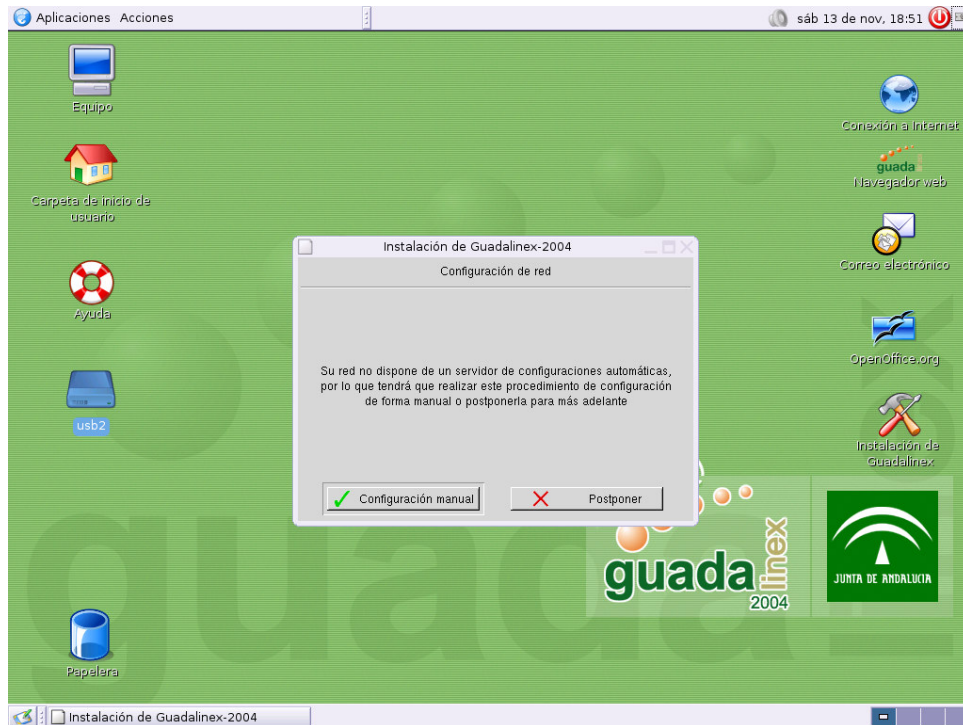 Aplicaciones Acciones
sáb 13 de nov, 18:51
Equipo
Conexión a Internet
guada
Navegador web
Carpeta de inicio de
usuario
Instalación de Guadalinex-2004
Configuración de red
Correo electrónico
Ayuda
OpenOffice.org
Su red no dispone de un servidor de configuraciones automáticas,
por lo que tendrá que realizar este procedimiento de configuración
de forma manual o postponerla para más adelante
usb2
Instalación de
Guadalinex
Configuración manual
Postponer
guadalinex
2004
JUNTA DE ANDALUCIA
guadalinex
Papelera
Instalación de Guadalinex-2004